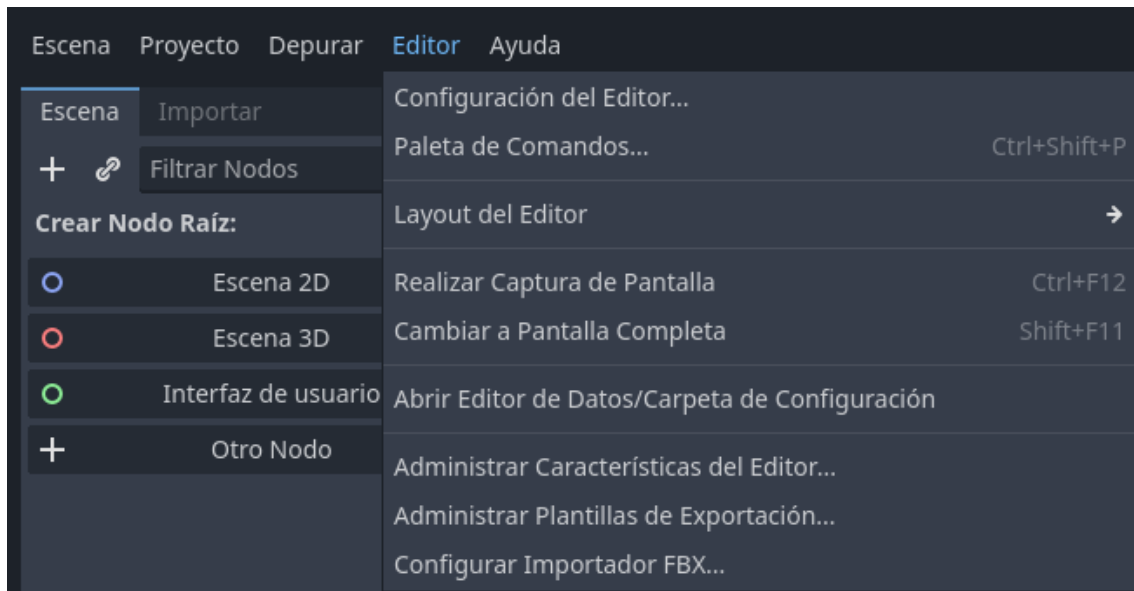 Escena Proyecto Depurar Editor Ayuda
Escena Importar
Filtrar Nodos
Crear Nodo Raíz:
Escena 2D
Escena 3D
Interfaz de usuario
Otro Nodo
Configuración del Editor...
Paleta de Comandos... Ctrl+Shift+P
Layout del Editor
Realizar Captura de Pantalla Ctrl+F12
Cambiar a Pantalla Completa Shift+F11
Abrir Editor de Datos/Carpeta de Configuración
Administrar Características del Editor...
Administrar Plantillas de Exportación...
Configurar Importador FBX...